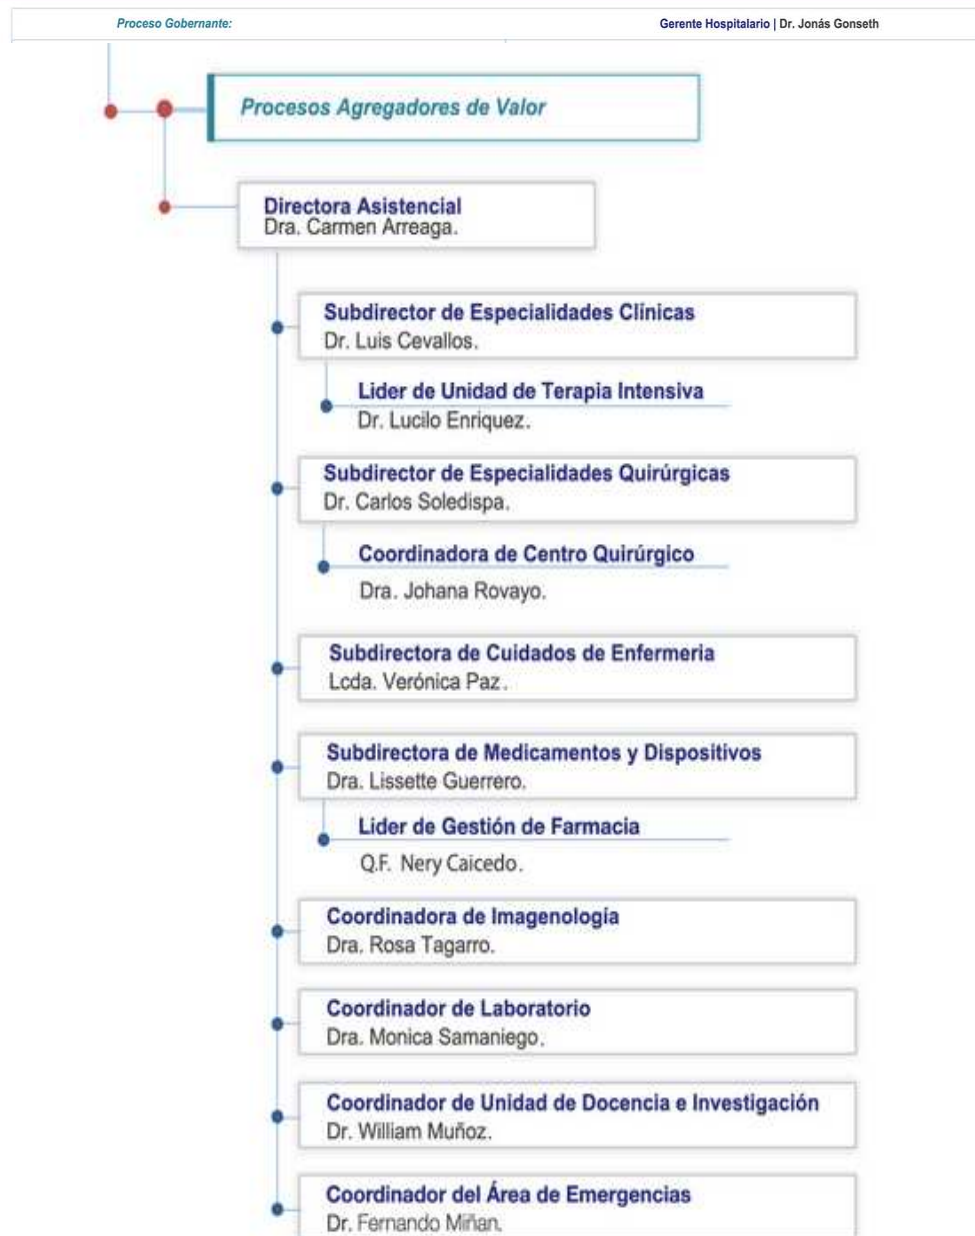 Proceso Gobernante:
Gerente Hospitalario | Dr. Jonás Gonseth
Procesos Agregadores de Valor
Directora Asistencial
Dra. Carmen Arreaga.
Subdirector de Especialidades Clínicas
Dr. Luis Cevallos.
Lider de Unidad de Terapia Intensiva
Dr. Lucilo Enriquez.
Subdirector de Especialidades Quirúrgicas
Dr. Carlos Soledispa.
Coordinadora de Centro Quirúrgico
Dra. Johana Rovayo.
Subdirectora de Cuidados de Enfermeria
Lcda. Verónica Paz.
Subdirectora de Medicamentos y Dispositivos
Dra. Lissette Guerrero.
Lider de Gestión de Farmacia
Q.F. Nery Caicedo.
Coordinadora de Imagenología
Dra. Rosa Tagarro.
Coordinador de Laboratorio
Dra. Monica Samaniego.
Coordinador de Unidad de Docencia e Investigación
Dr. William Muñoz.
Coordinador del Área de Emergencias
Dr. Fernando Miñan.